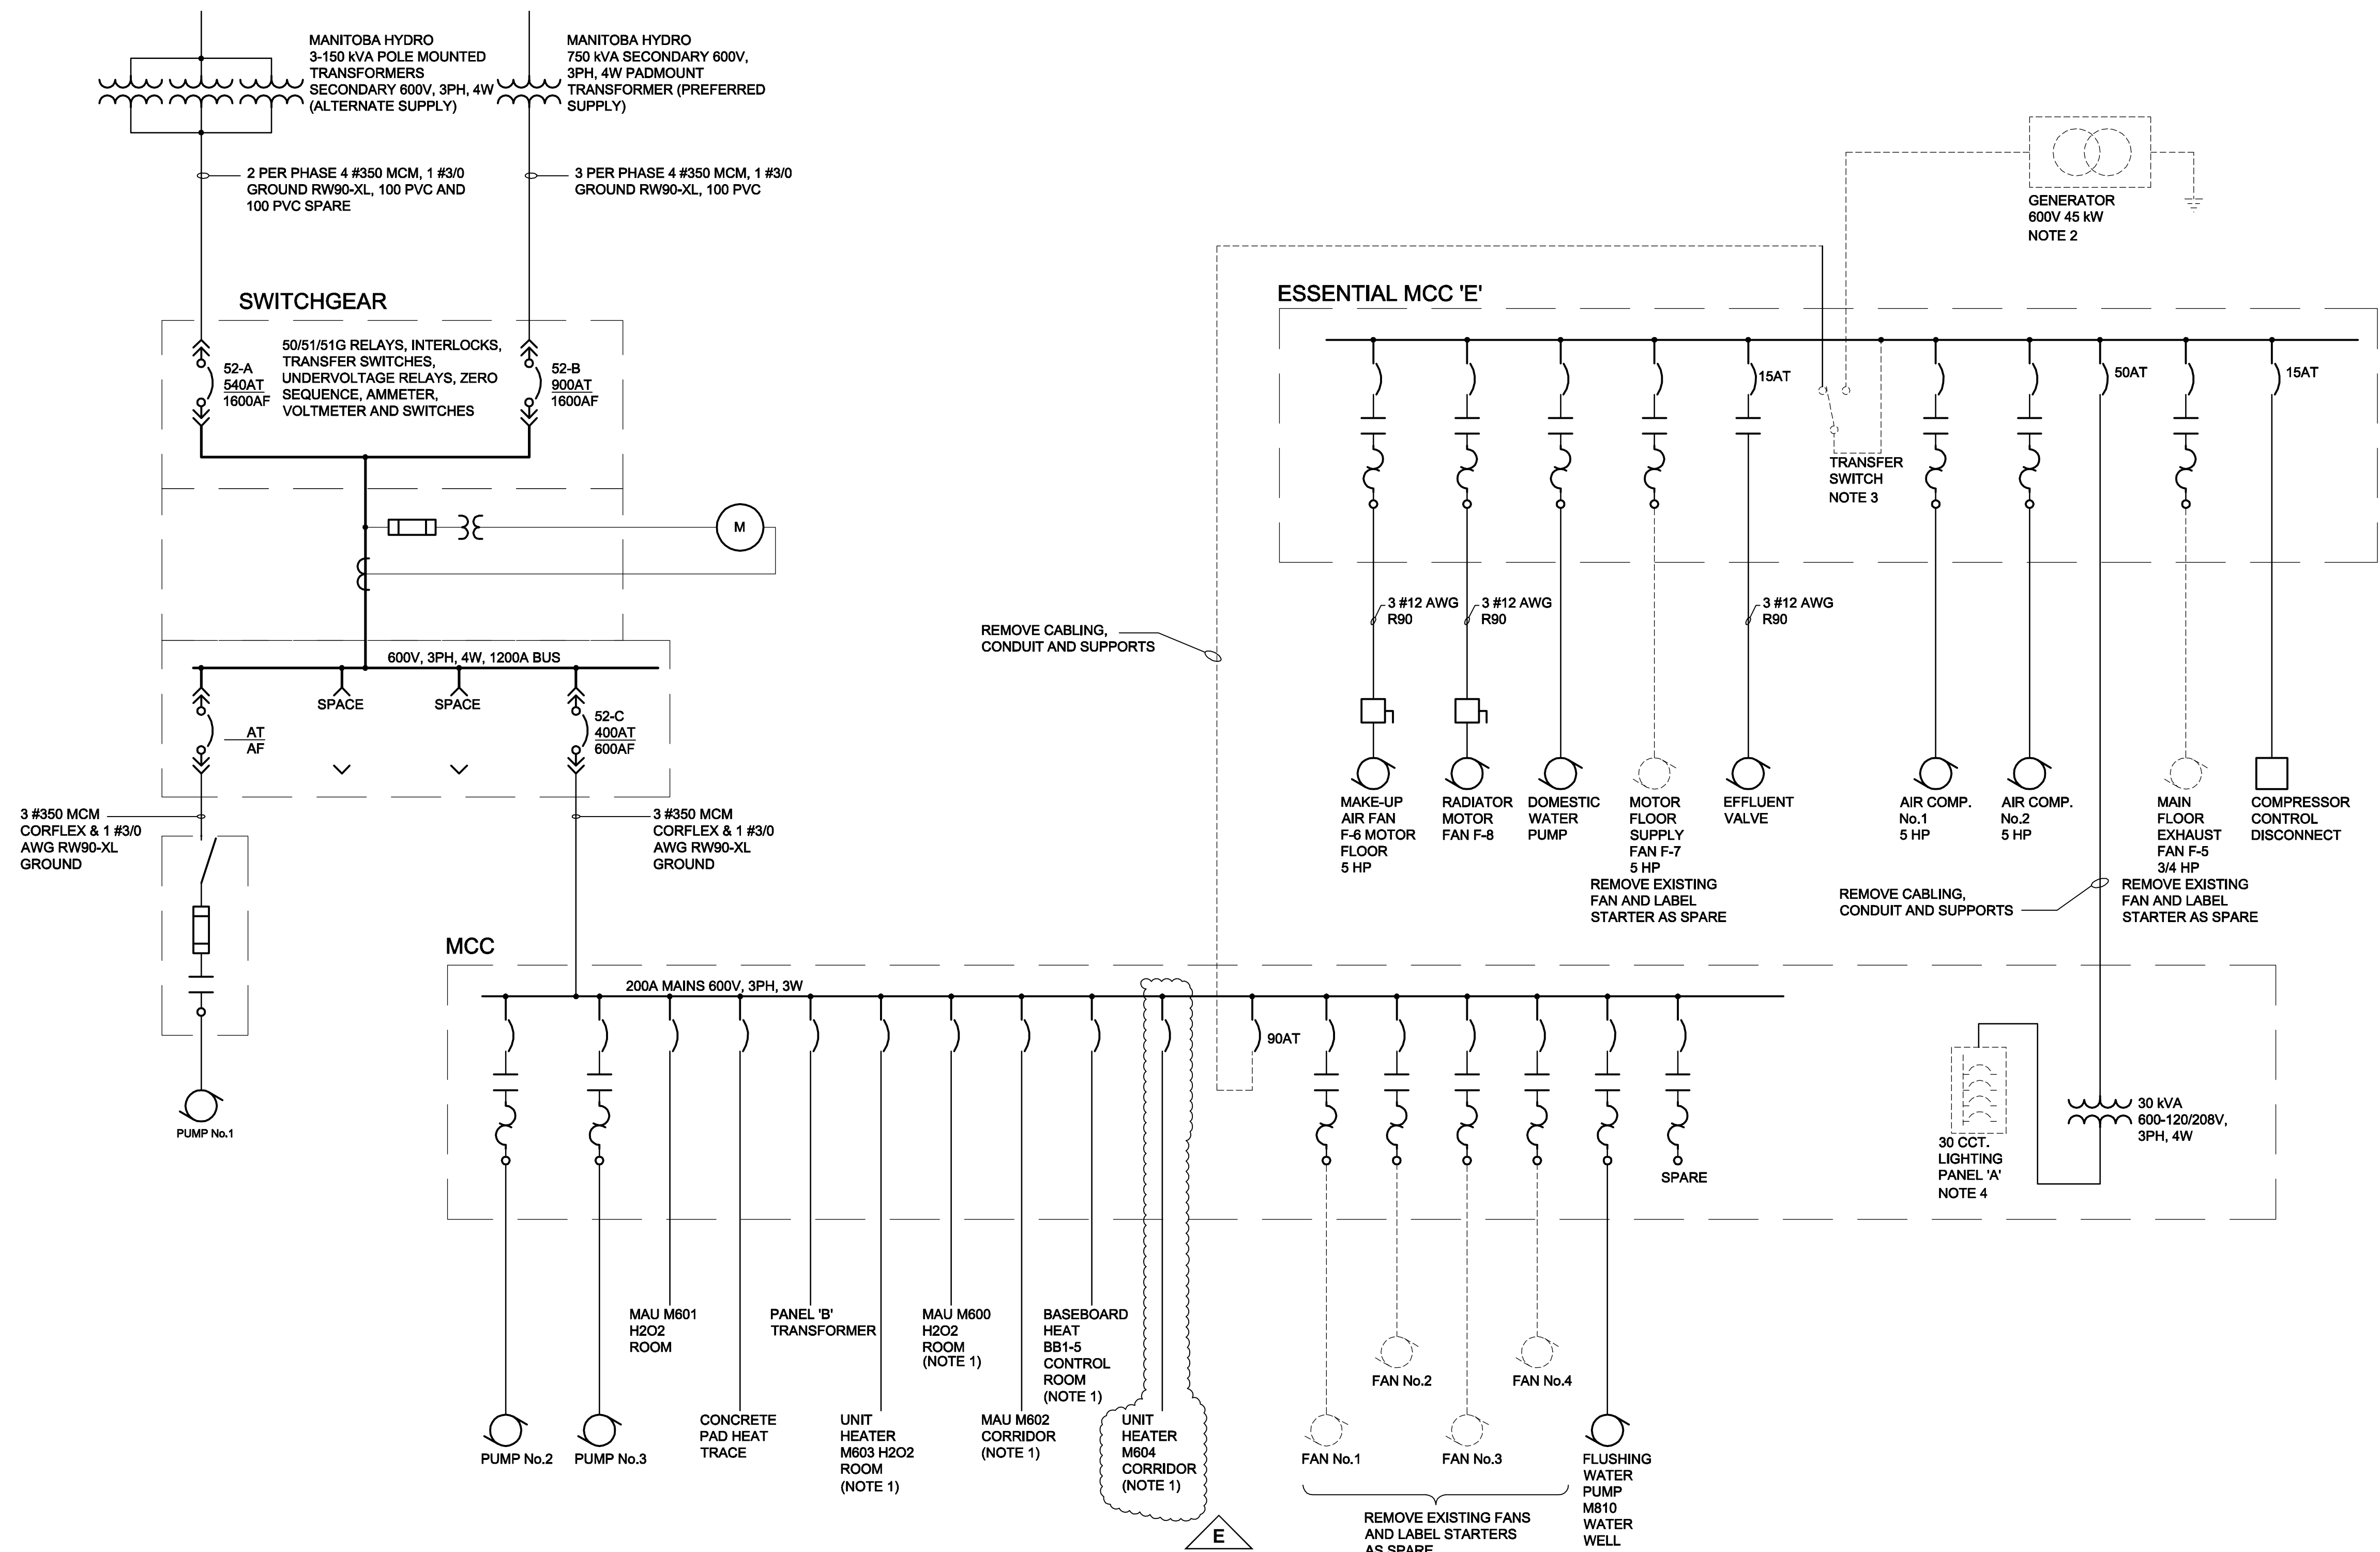 MANITOBA HYDRO
3-150 kVA POLE MOUNTED
TRANSFORMERS
SECONDARY 600V, 3PH, 4W
(ALTERNATE SUPPLY)
MANITOBA HYDRO
750 kVA SECONDARY 600V,
3PH, 4W PADMOUNT
TRANSFORMER (PREFERRED
SUPPLY)
2 PER PHASE 4 #350 MCM, 1 #3/0
GROUND RW90-XL, 100 PVC AND
100 PVC SPARE
3 PER PHASE 4 #350 MCM, 1 #3/0
GROUND RW90-XL, 100 PVC
GENERATOR
600V 45 kW
NOTE 2
SWITCHGEAR
52-A
540AT
1600AF
50/51/51G RELAYS, INTERLOCKS,
TRANSFER SWITCHES,
UNDERVOLTAGE RELAYS, ZERO
SEQUENCE, AMMETER,
VOLTMETER AND SWITCHES
52-B
900AT
1600AF
M
600V, 3PH, 4W, 1200A BUS
AT
AF
SPACE
SPACE
52-C
400AT
600AF
3 #350 MCM
CORFLEX & 1 #3/0
AWG RW90-XL
GROUND
3 #350 MCM
CORFLEX & 1 #3/0
AWG RW90-XL
GROUND
PUMP No.1
ESSENTIAL MCC 'E'
15AT
50AT
15AT
TRANSFER
SWITCH
NOTE 3
3 #12 AWG
R90
3 #12 AWG
R90
3 #12 AWG
R90
REMOVE CABLING,
CONDUIT AND SUPPORTS
MAKE-UP
AIR FAN
F-6 MOTOR
FLOOR
5 HP
RADIATOR
MOTOR
FAN F-8
DOMESTIC
WATER
PUMP
MOTOR
FLOOR
SUPPLY
FAN F-7
5 HP
REMOVE EXISTING
FAN AND LABEL
STARTER AS SPARE
EFFLUENT
VALVE
AIR COMP.
No.1
5 HP
AIR COMP.
No.2
5 HP
REMOVE CABLING,
CONDUIT AND SUPPORTS
MAIN
FLOOR
EXHAUST
FAN F-5
3/4 HP
REMOVE EXISTING
FAN AND LABEL
STARTER AS SPARE
COMPRESSOR
CONTROL
DISCONNECT
MCC
200A MAINS 600V, 3PH, 3W
90AT
SPARE
30 CCT.
LIGHTING
PANEL 'A'
NOTE 4
30 kVA
600-120/208V,
3PH, 4W
PUMP No.2
PUMP No.3
MAU M601
H2O2
ROOM
CONCRETE
PAD HEAT
TRACE
PANEL 'B'
TRANSFORMER
UNIT
HEATER
M603 H2O2
ROOM
(NOTE 1)
MAU M600
H2O2
ROOM
(NOTE 1)
MAU M602
CORRIDOR
(NOTE 1)
BASEBOARD
HEAT
BB1-5
CONTROL
ROOM
(NOTE 1)
UNIT
HEATER
M604
CORRIDOR
(NOTE 1)
E
FAN No.1
FAN No.2
FAN No.3
FAN No.4
REMOVE EXISTING FANS
AND LABEL STARTERS
AS SPARE
FLUSHING
WATER
PUMP
M810
WATER
WELL